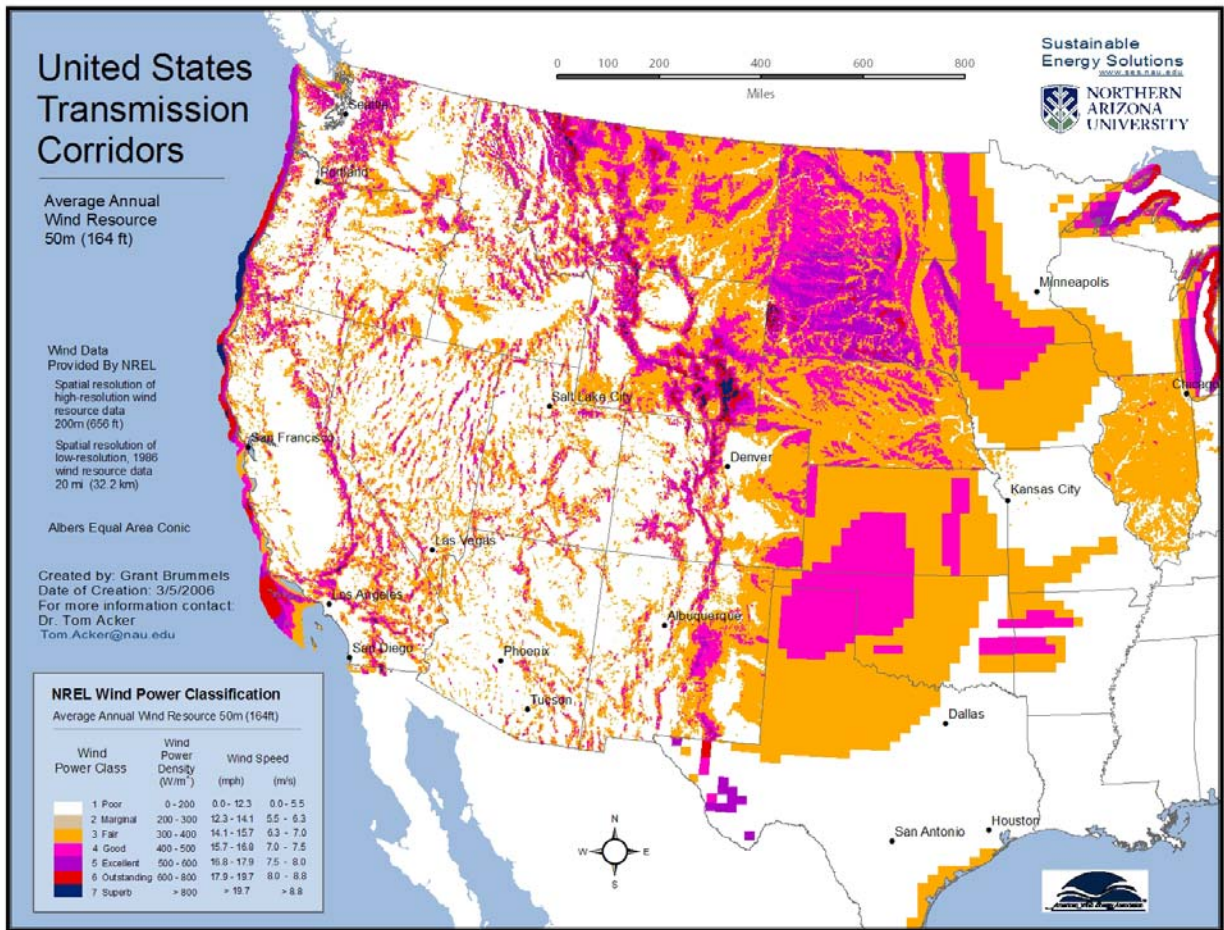 United States
Transmission
Corridors
Average Annual
Wind Resource
50m (164 ft)
Wind Data
Provided By NREL
Spatial resolution of
high-resolution wind
resource data
200m (656 ft)
Spatial resolution of
low-resolution, 1986
wind resource data
20 mi (32.2 km)
Albers Equal Area Conic
Created by: Grant Brummels
Date of Creation: 3/5/2006
For more information contact:
Dr. Tom Acker
Tom.Acker@nau.edu
0 200 400 600 800
Miles
Sustainable
Energy Solutions
www.ses.nau.edu
NORTHERN
ARIZONA
UNIVERSITY
Seattle
Portland
Minneapolis
Chicago
Salt Lake City
San Francisco
Denver
Kansas City
Las Vegas
Los Angeles
Albuquerque
San Diego
Phoenix
Tucson
Dallas
San Antonio
Houston
N
W E
S
NREL Wind Power Classification
Average Annual Wind Resource 50m (164ft)
Wind Power Class
Wind Power Density (W/m²)
Wind Speed
(mph) (m/s)
1 Poor 0 - 200 0.0 - 12.3 0.0 - 5.5
2 Marginal 200 - 300 12.3 - 14.1 5.5 - 6.3
3 Fair 300 - 400 14.1 - 15.7 6.3 - 7.0
4 Good 400 - 500 15.7 - 16.8 7.0 - 7.5
5 Excellent 500 - 600 16.8 - 17.9 7.5 - 8.0
6 Outstanding 600 - 800 17.9 - 19.7 8.0 - 8.8
7 Superb > 800 > 19.7 > 8.8
American Wind Energy Association